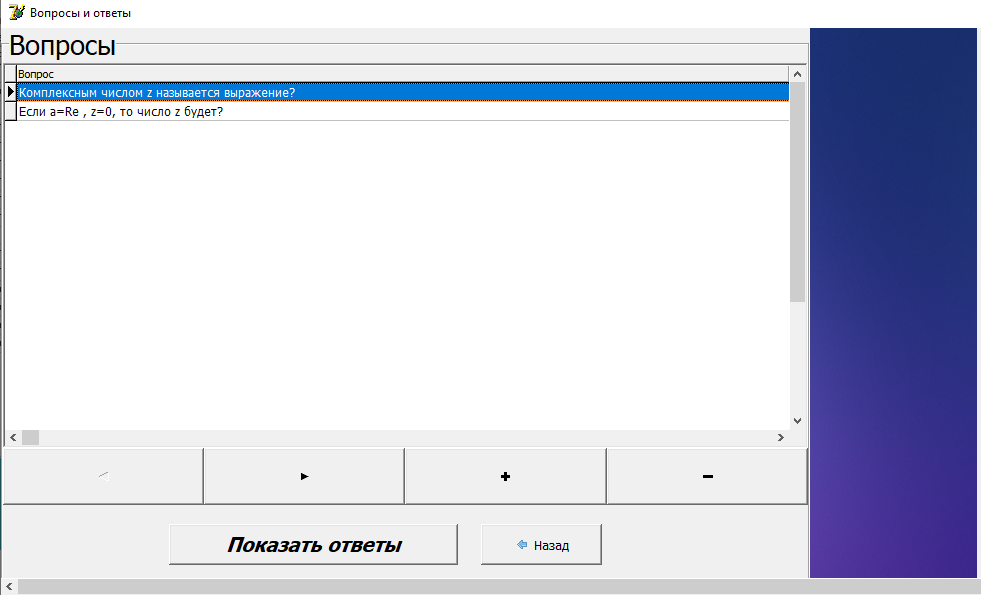 Вопросы и ответы
Вопросы
Вопрос
Комплексным числом z называется выражение?
Если a=Re , z=0, то число z будет?
Показать ответы
Назад